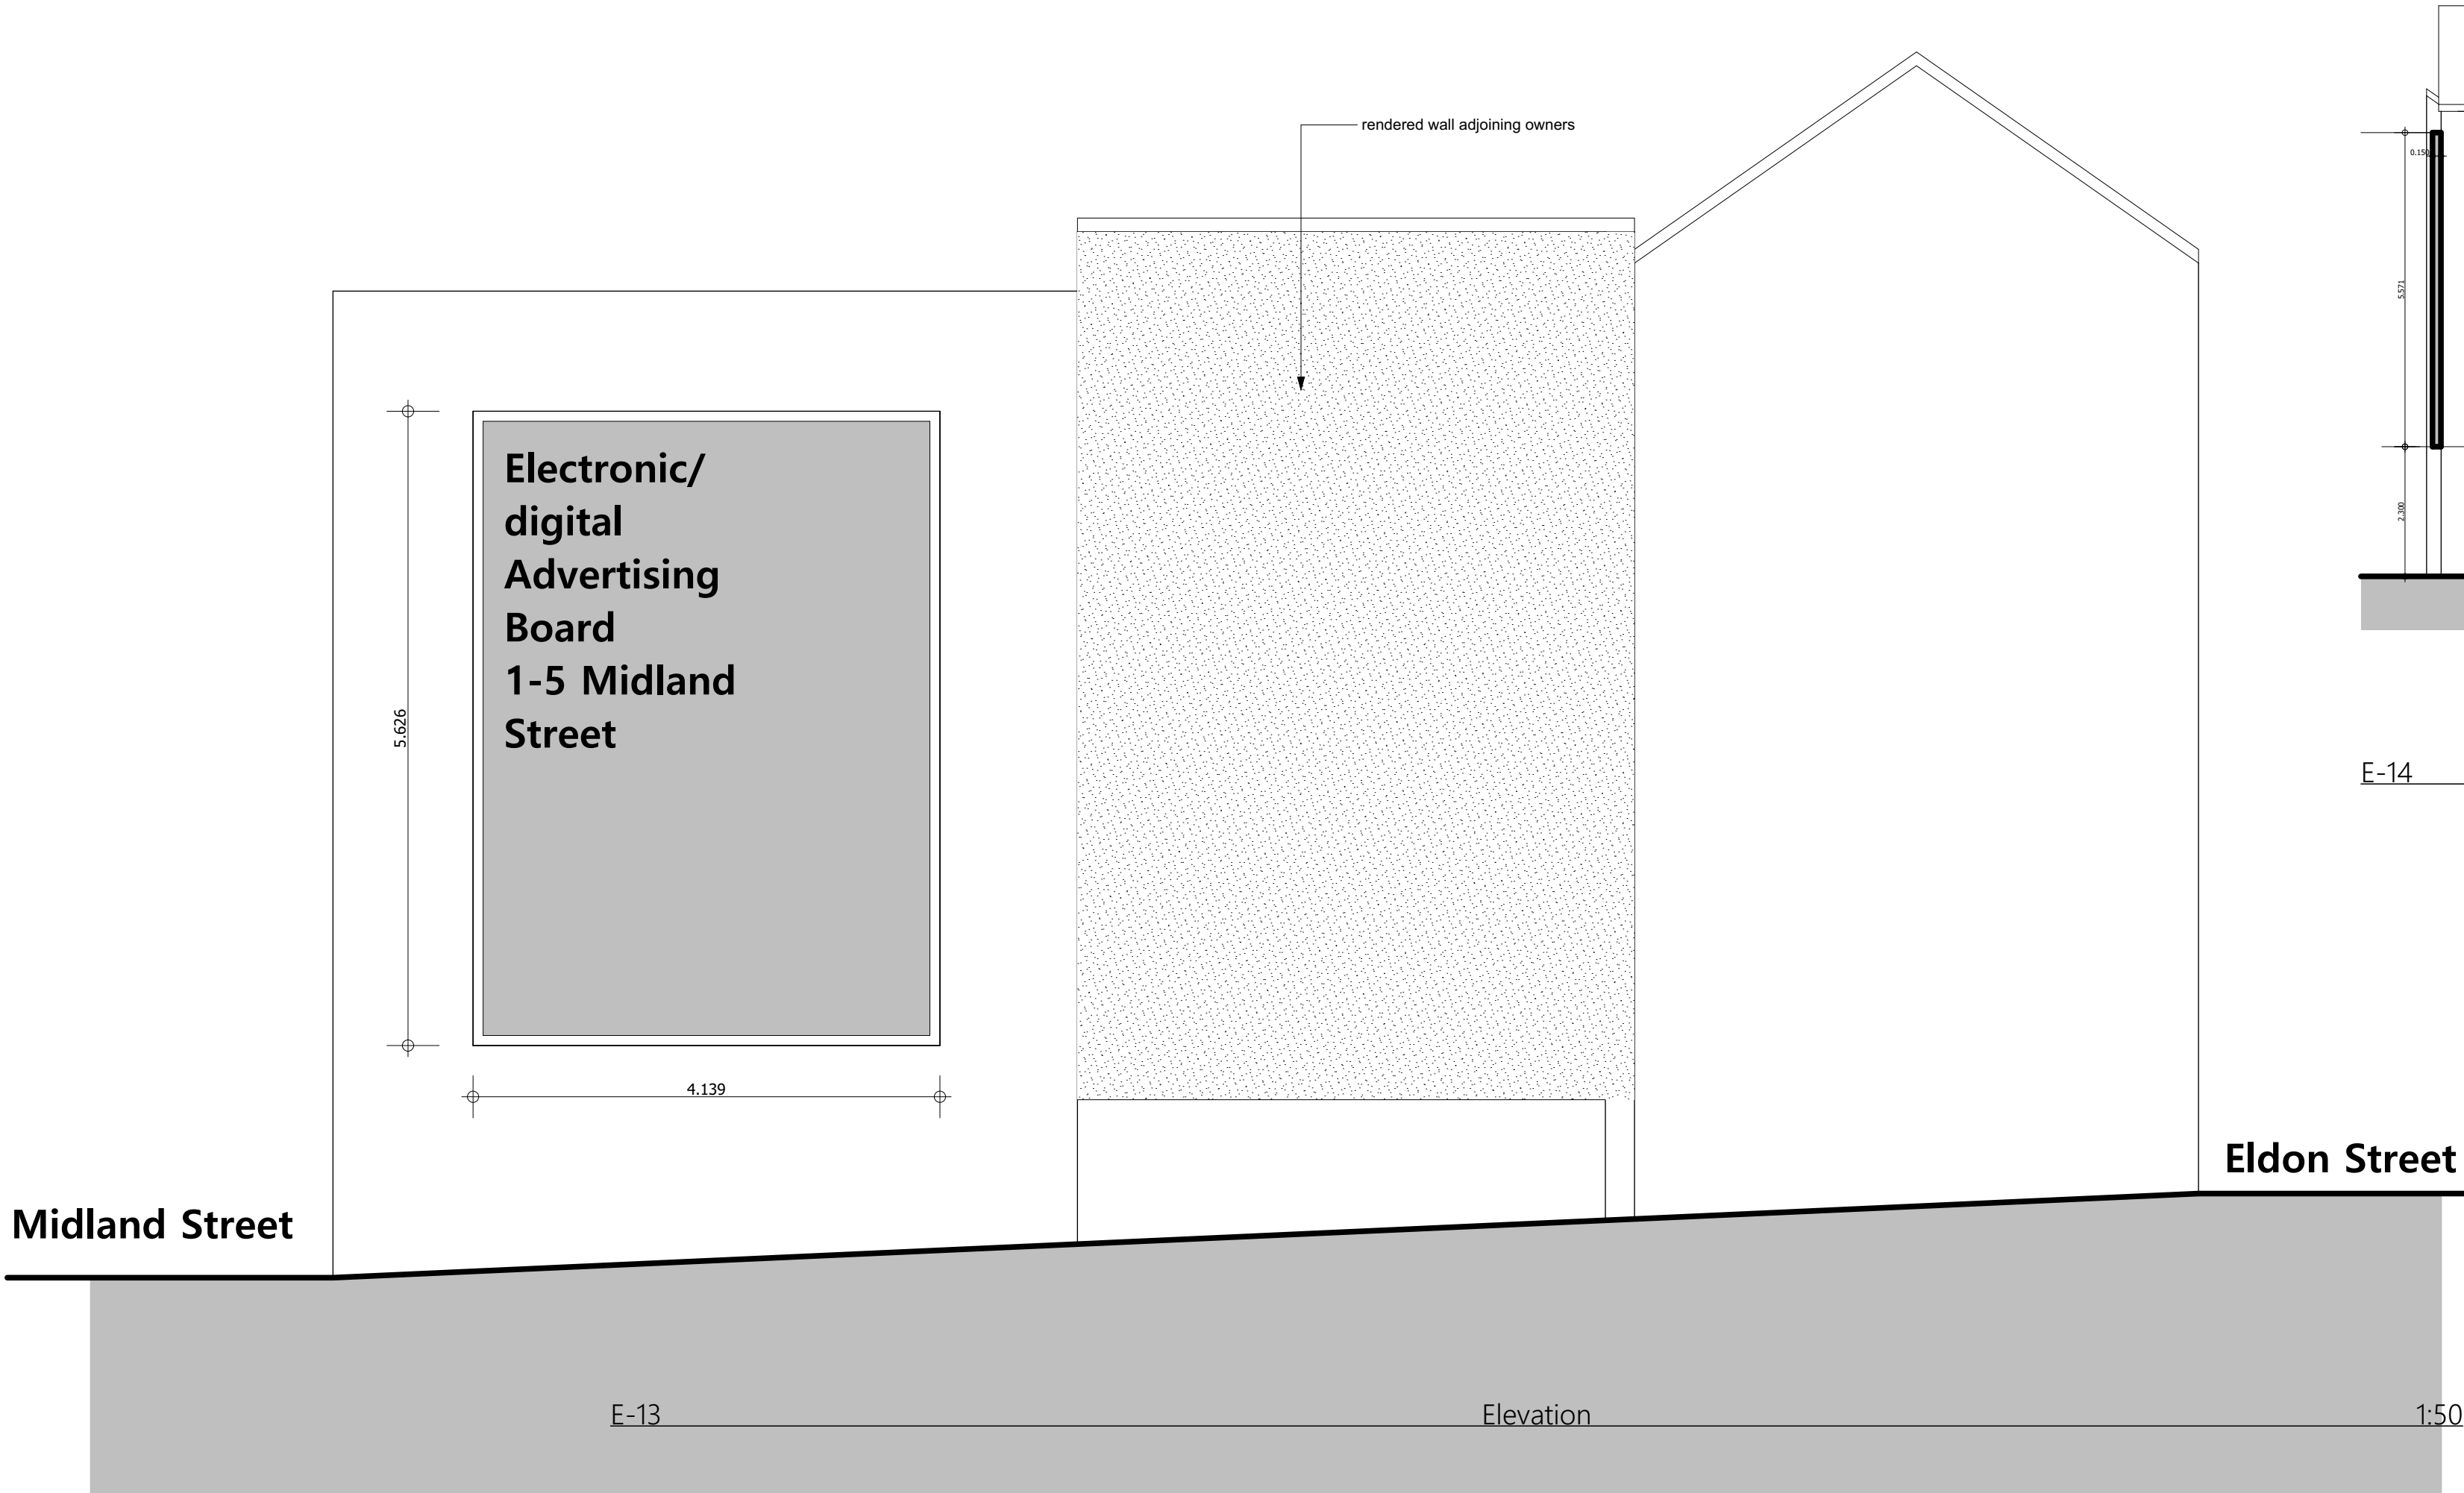 rendered wall adjoining owners
0.150
5.571
2.300
Electronic/
digital
Advertising
Board
1-5 Midland
Street
5.626
4.139
E-14
Eldon Street
Midland Street
E-13 Elevation 1:50